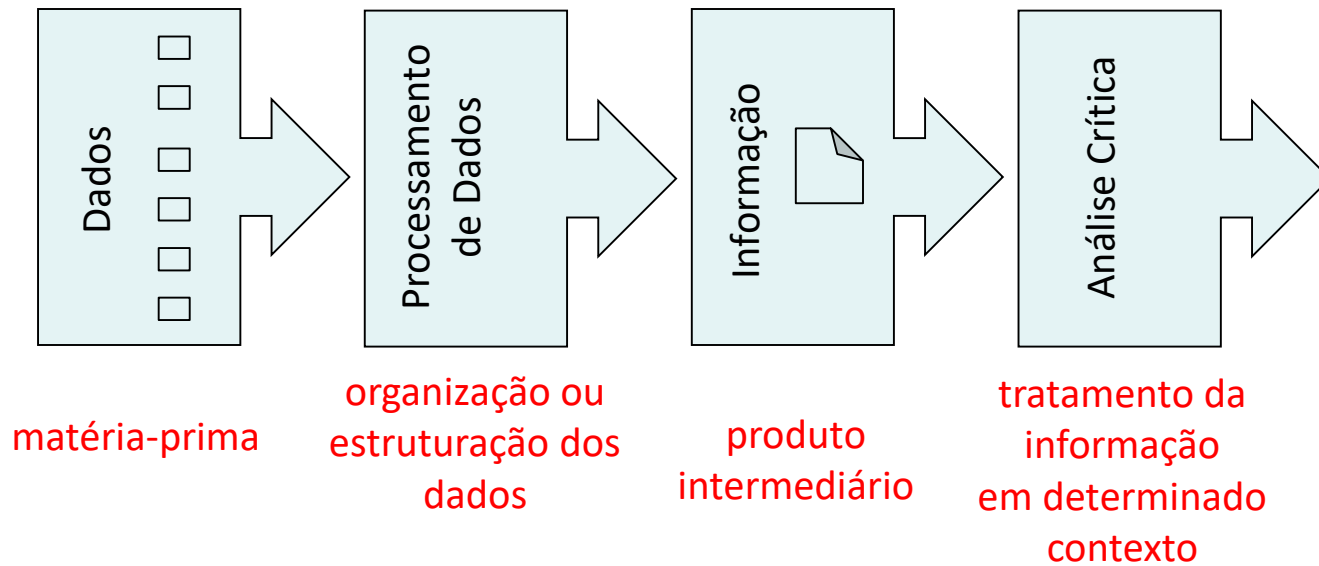 Dados
Processamento
de Dados
Informação
Análise Crítica
matéria-prima
organização ou
estruturação dos
dados
produto
intermediário
tratamento da
informação
em determinado
contexto